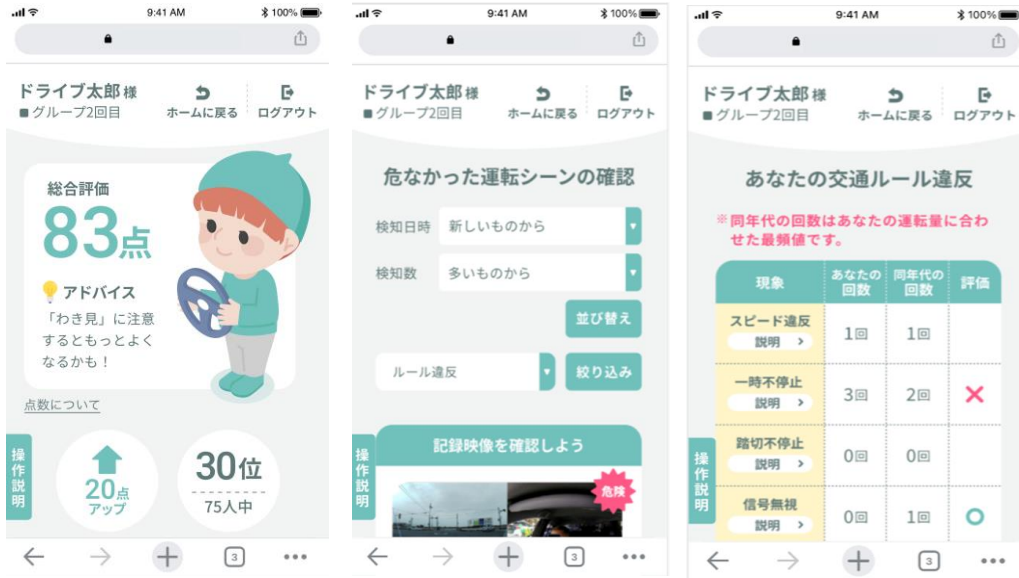 9:41 AM
100%
ドライブ太郎 様
■ グループ2回目
ホームに戻る
ログアウト
総合評価
83点
アドバイス
「わき見」に注意
するともっとよく
なるかも！
点数について
操作説明
20点
アップ
30位
75人中
3
9:41 AM
100%
ドライブ太郎 様
■ グループ2回目
ホームに戻る
ログアウト
危なかった運転シーンの確認
検知日時
新しいものから
検知数
多いものから
並び替え
ルール違反
絞り込み
記録映像を確認しよう
危険
操作説明
3
9:41 AM
100%
ドライブ太郎 様
■ グループ2回目
ホームに戻る
ログアウト
あなたの交通ルール違反
※同年代の回数はあなたの運転量に合わ
せた最頻値です。
現象
あなたの
回数
同年代の
回数
評価
スピード違反
説明
1回
1回
一時不停止
説明
3回
2回
踏切不停止
説明
0回
0回
信号無視
説明
0回
1回
操作説明
3